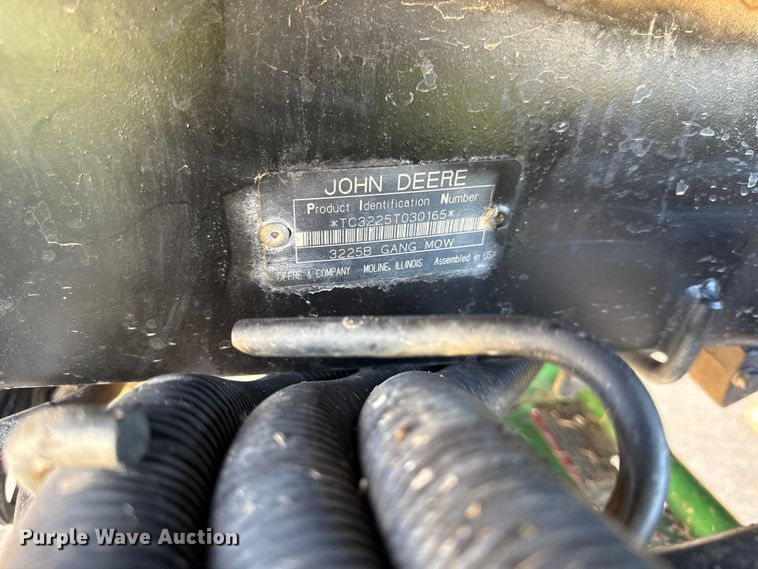 JOHN DEERE
Product Identification Number
*TC3225T030165*
3225B GANG MOW
DEERE & COMPANY MOLINE, ILLINOIS Assembled in USA
Purple Wave Auction